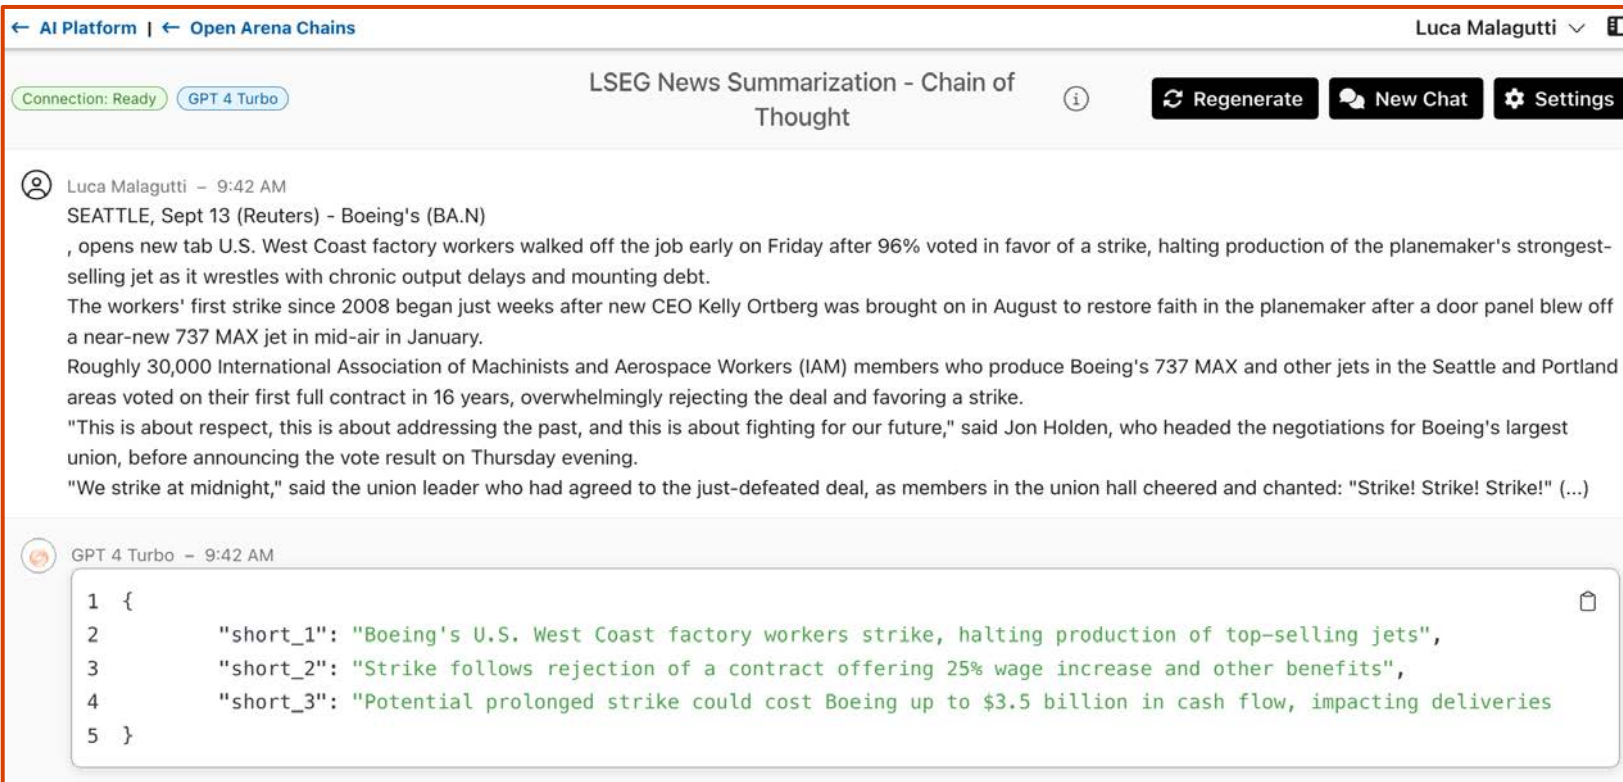 ← AI Platform | ← Open Arena Chains
Luca Malagutti
Connection: Ready
GPT 4 Turbo
LSEG News Summarization - Chain of
Thought
Regenerate
New Chat
Settings
Luca Malagutti – 9:42 AM
SEATTLE, Sept 13 (Reuters) - Boeing's (BA.N)
, opens new tab U.S. West Coast factory workers walked off the job early on Friday after 96% voted in favor of a strike, halting production of the planemaker's strongest-
selling jet as it wrestles with chronic output delays and mounting debt.
The workers' first strike since 2008 began just weeks after new CEO Kelly Ortberg was brought on in August to restore faith in the planemaker after a door panel blew off
a near-new 737 MAX jet in mid-air in January.
Roughly 30,000 International Association of Machinists and Aerospace Workers (IAM) members who produce Boeing's 737 MAX and other jets in the Seattle and Portland
areas voted on their first full contract in 16 years, overwhelmingly rejecting the deal and favoring a strike.
"This is about respect, this is about addressing the past, and this is about fighting for our future," said Jon Holden, who headed the negotiations for Boeing's largest
union, before announcing the vote result on Thursday evening.
"We strike at midnight," said the union leader who had agreed to the just-defeated deal, as members in the union hall cheered and chanted: "Strike! Strike! Strike!" (...)
GPT 4 Turbo – 9:42 AM
1 {
2 "short_1": "Boeing's U.S. West Coast factory workers strike, halting production of top-selling jets",
3 "short_2": "Strike follows rejection of a contract offering 25% wage increase and other benefits",
4 "short_3": "Potential prolonged strike could cost Boeing up to $3.5 billion in cash flow, impacting deliveries
5 }